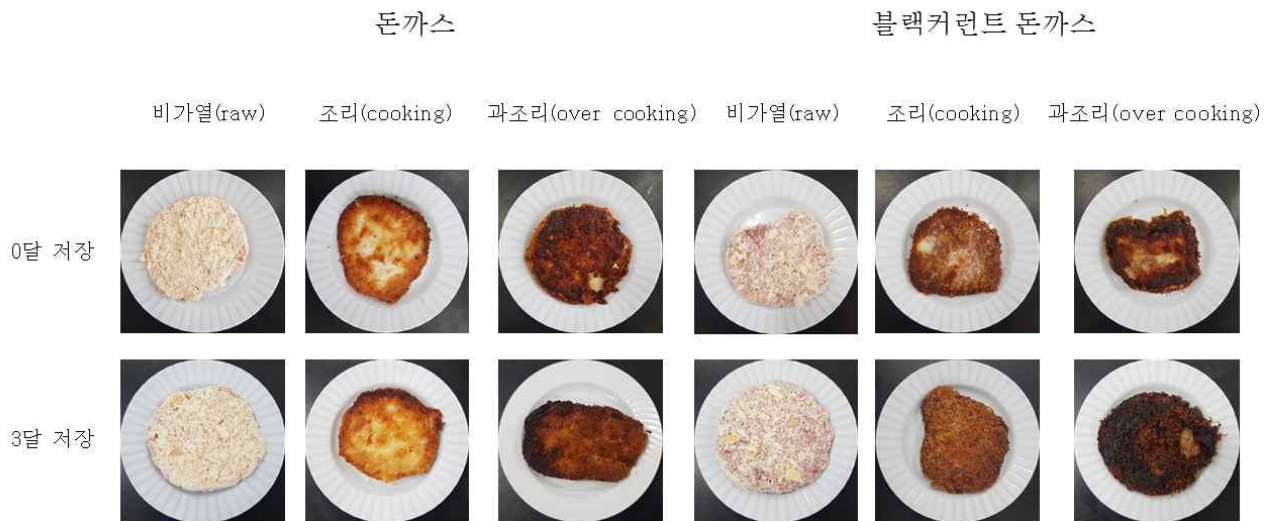 돈까스 블랙커런트 돈까스
비가열(raw) 조리(cooking) 과조리(over cooking) 비가열(raw) 조리(cooking) 과조리(over cooking)
0달 저장
3달 저장